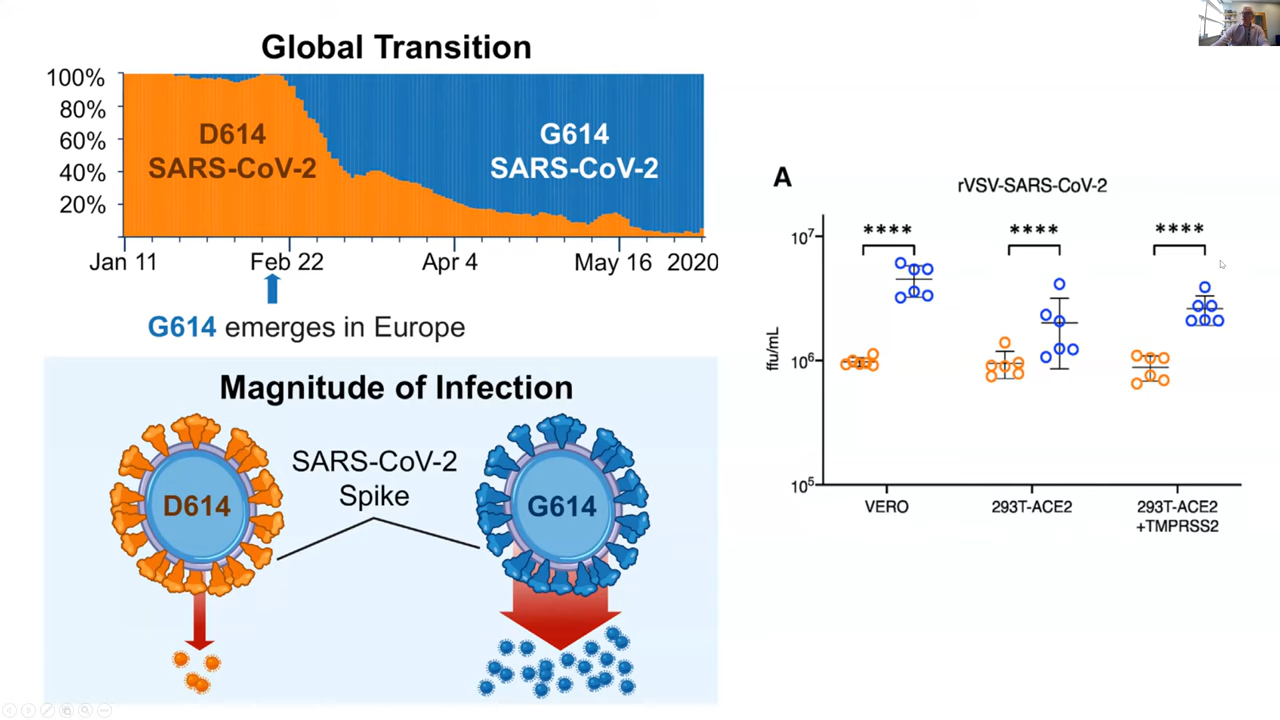 Global Transition
100%
80%
60%
40%
20%
D614
SARS-CoV-2
G614
SARS-CoV-2
Jan 11
Feb 22
Apr 4
May 16
2020
G614 emerges in Europe
Magnitude of Infection
D614
SARS-CoV-2
Spike
G614
A
rVSV-SARS-CoV-2
****
****
****
ffu/mL
10⁷
10⁶
10⁵
VERO
293T-ACE2
293T-ACE2
+TMPRSS2